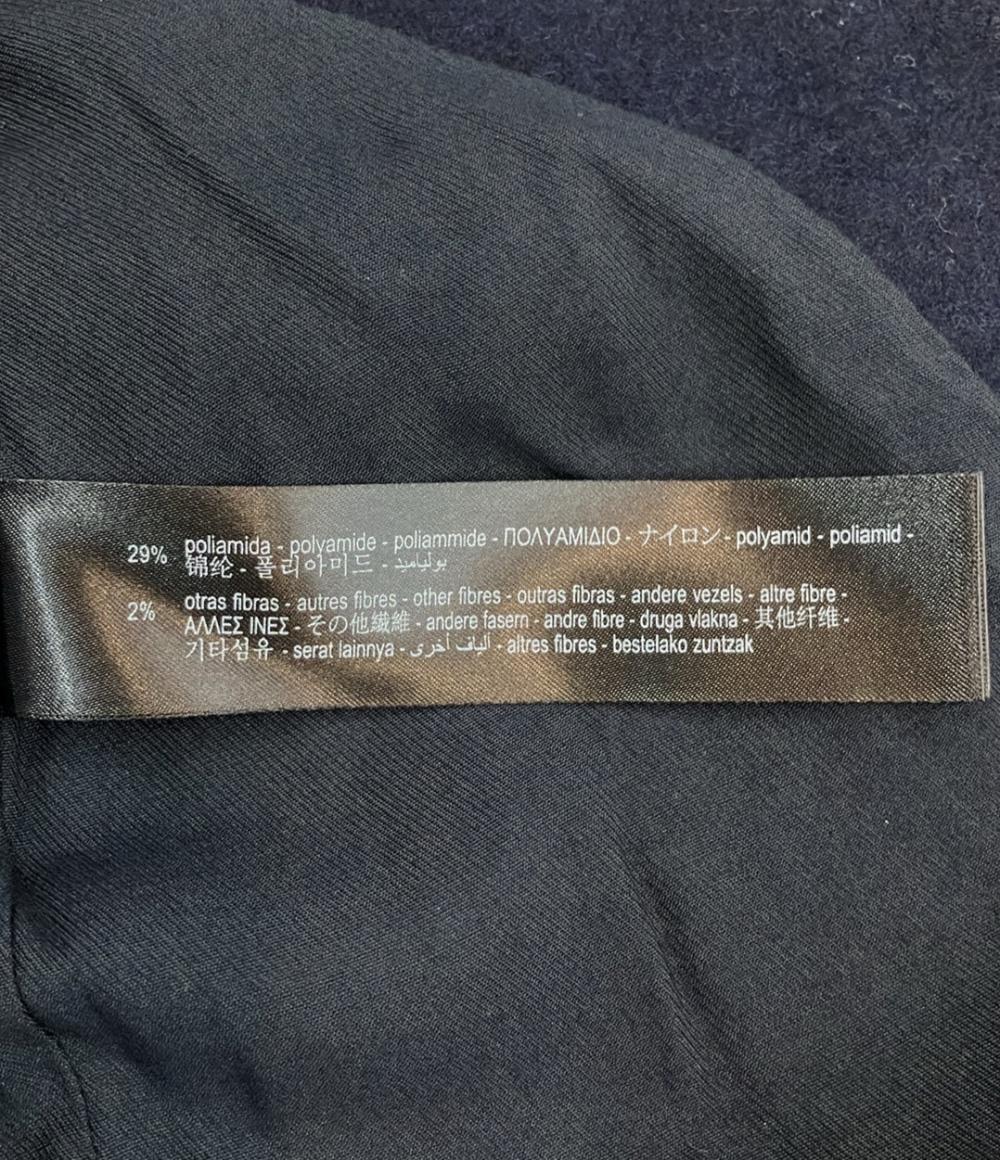 29% poliamida - polyamide - poliammide - ΠΟΛΥΑΜΙΔΙΟ - ナイロン - polyamid - poliamid -
锦纶 - 폴리아미드 - بولياميد
2% otras fibras - autres fibres - other fibres - outras fibras - andere vezels - altre fibre -
ΑΛΛΕΣ ΙΝΕΣ - その他繊維 - andere fasern - andre fibre - druga vlakna - 其他纤维 -
기타섬유 - serat lainnya - ألياف أخرى - altres fibres - bestelako zuntzak